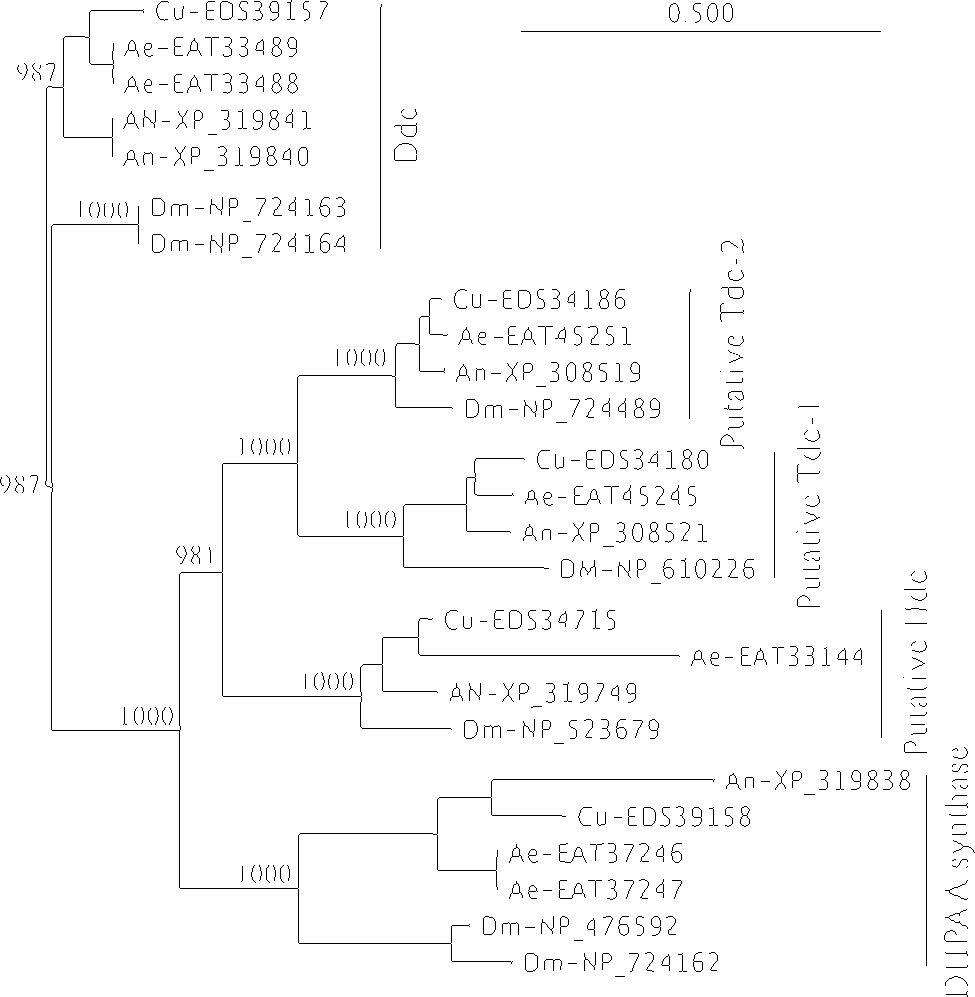 Cu-EDS39157
0.500
Ae-EAT33489
987
Ae-EAT33488
AN-XP_319841
Ddc
An-XP_319840
1000
Dm-NP_724163
Dm-NP_724164
Cu-EDS34186
Ae-EAT45251
1000
An-XP_308519
Dm-NP_724489
Putative Tdc-2
1000
Cu-EDS34180
987
Ae-EAT45245
1000
An-XP_308521
DM-NP_610226
Putative Tdc-1
981
Cu-EDS34715
Ae-EAT33144
1000
AN-XP_319749
Dm-NP_523679
Putative Hdc
1000
An-XP_319838
Cu-EDS39158
Ae-EAT37246
1000
Ae-EAT37247
Dm-NP_476592
Dm-NP_724162
DHPAA synthase